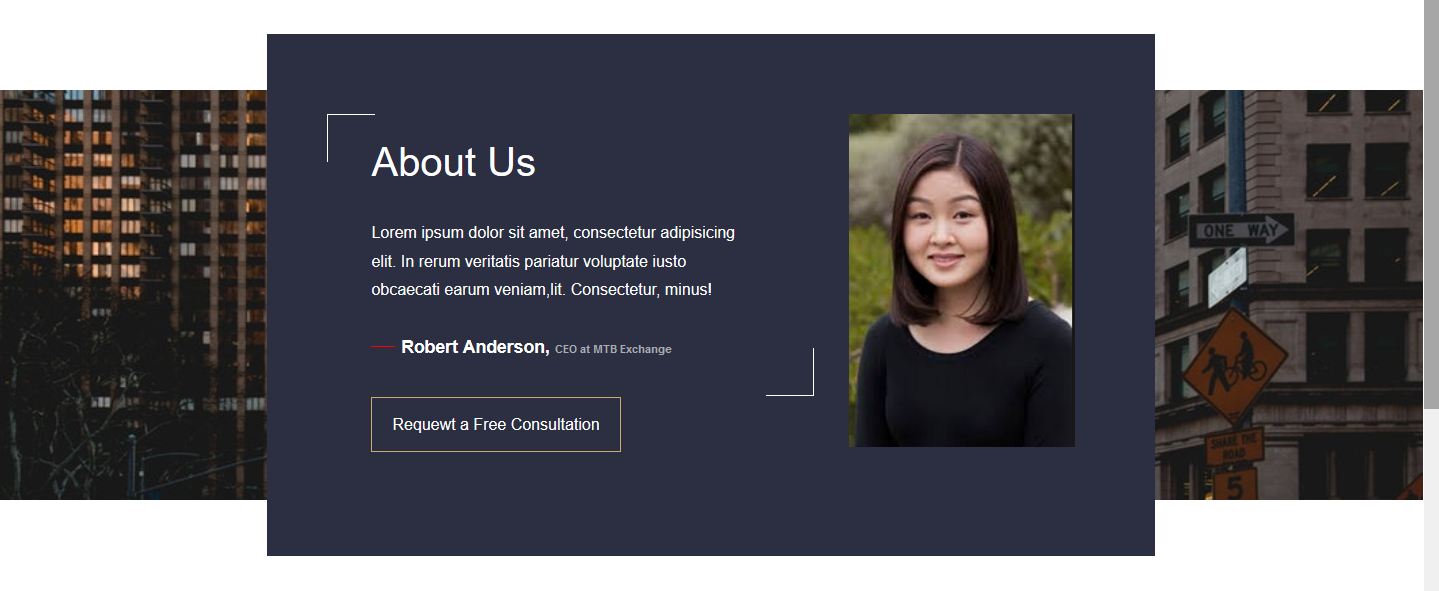 About Us
Lorem ipsum dolor sit amet, consectetur adipisicing
elit. In rerum veritatis pariatur voluptate iusto
obcaecati earum veniam,lit. Consectetur, minus!
Robert Anderson, CEO at MTB Exchange
Requewt a Free Consultation
ONE WAY
SHARE THE
ROAD
5